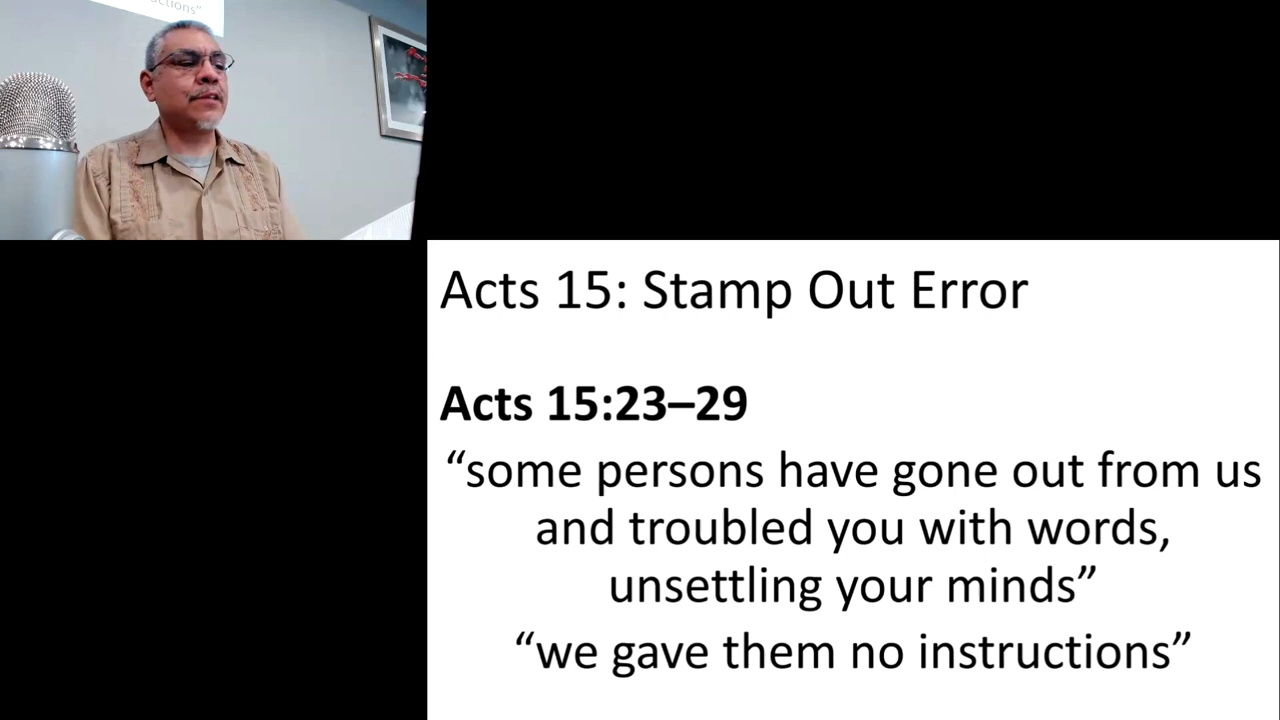 ctions”
Acts 15: Stamp Out Error
Acts 15:23–29
“some persons have gone out from us
and troubled you with words,
unsettling your minds”
“we gave them no instructions”